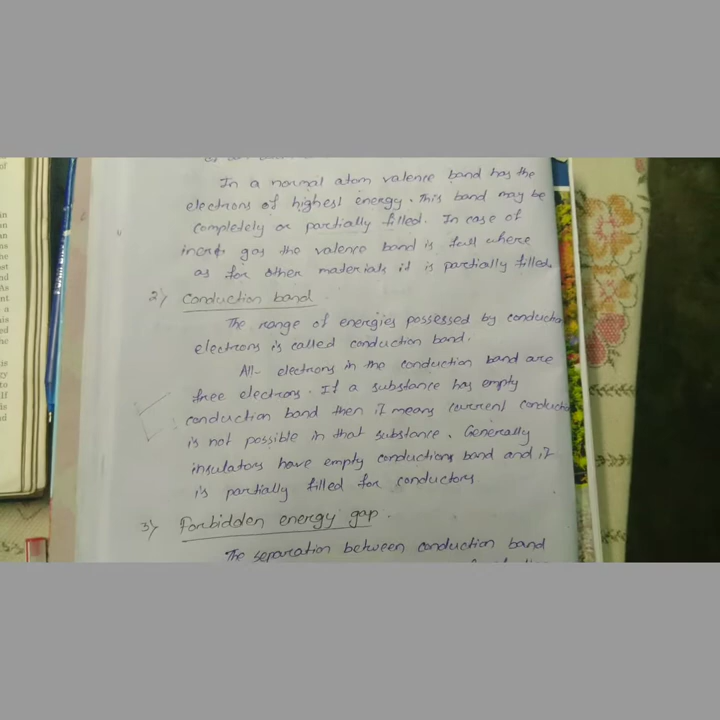 In a normal atom valence band has the
electrons of highest energy. This band may be
completely or partially filled. In case of
gas the valence band is full where
as for other materials it is partially filled.
2) Conduction band
The range of energies possessed by conductio
electrons is called conduction band.
All- electrons in the conduction band are
free electrons. If a substance has empty
conduction band then it means current conducti
is not possible in that substance. Generally
insulators have empty conductions band and it
is partially filled for conductors
3) Forbidden energy gap.
The separation between conduction band